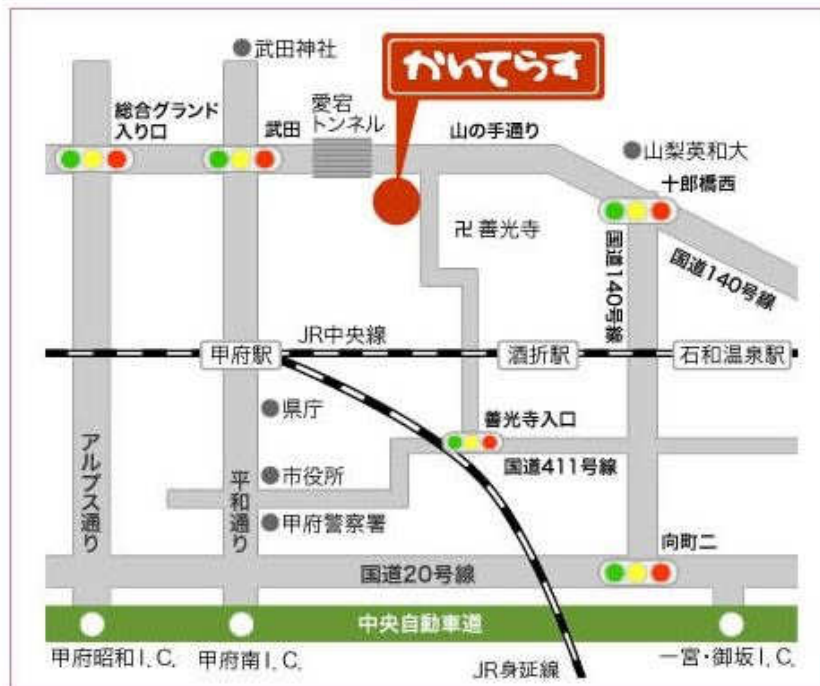 武田神社
かいてらす
総合グランド
入り口
武田
愛宕
トンネル
山の手通り
山梨英和大
十郎橋西
卍 善光寺
国道140号線
国道140号線
JR中央線
甲府駅
酒折駅
石和温泉駅
県庁
善光寺入口
国道411号線
アルプス通り
平和通り
市役所
甲府警察署
向町二
国道20号線
中央自動車道
甲府昭和I.C.
甲府南I.C.
JR身延線
一宮・御坂I.C.